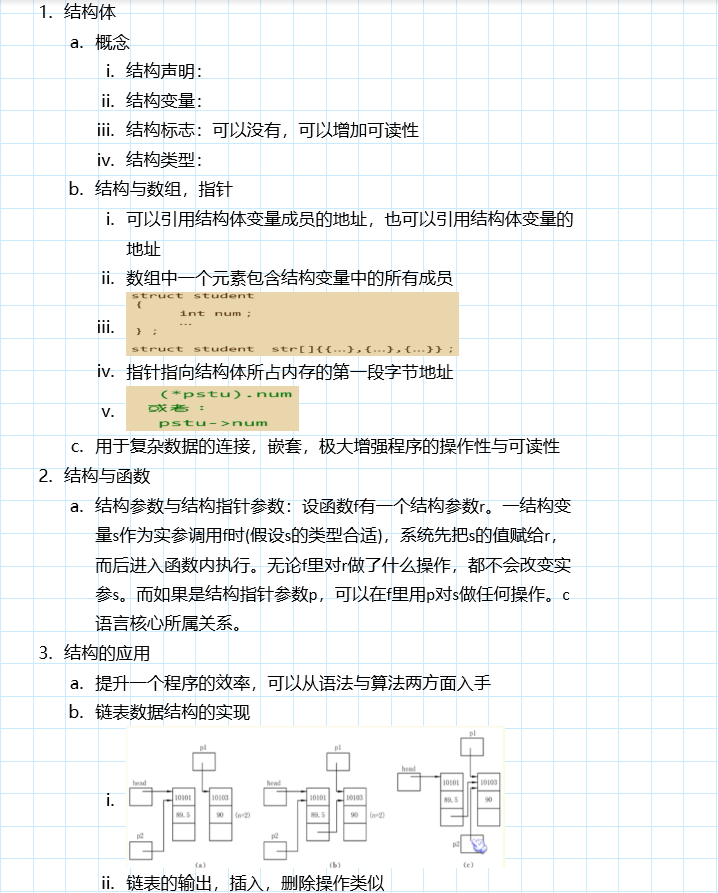 1. 结构体
a. 概念
i. 结构声明：
ii. 结构变量：
iii. 结构标志：可以没有，可以增加可读性
iv. 结构类型：
b. 结构与数组，指针
i. 可以引用结构体变量成员的地址，也可以引用结构体变量的
地址
ii. 数组中一个元素包含结构变量中的所有成员
iii.
struct student
{
int num ;
...
} ;
struct student str[]{{...},{...},{...}} ;
iv. 指针指向结构体所占内存的第一段字节地址
v.
(*pstu).num
或者：
pstu->num
c. 用于复杂数据的连接，嵌套，极大增强程序的操作性与可读性
2. 结构与函数
a. 结构参数与结构指针参数：设函数f有一个结构参数r。一结构变
量s作为实参调用f时(假设s的类型合适)，系统先把s的值赋给r，
而后进入函数内执行。无论f里对r做了什么操作，都不会改变实
参s。而如果是结构指针参数p，可以在f里用p对s做任何操作。c
语言核心所属关系。
3. 结构的应用
a. 提升一个程序的效率，可以从语法与算法两方面入手
b. 链表数据结构的实现
i.
p1 p1 p1
head head head
10101 10103 10101 10103 10101 10103
89.5 90 (n=2) 89.5 90 (n=2) 89.5 90
p2 p2 p2
(a) (b) (c)
ii. 链表的输出，插入，删除操作类似